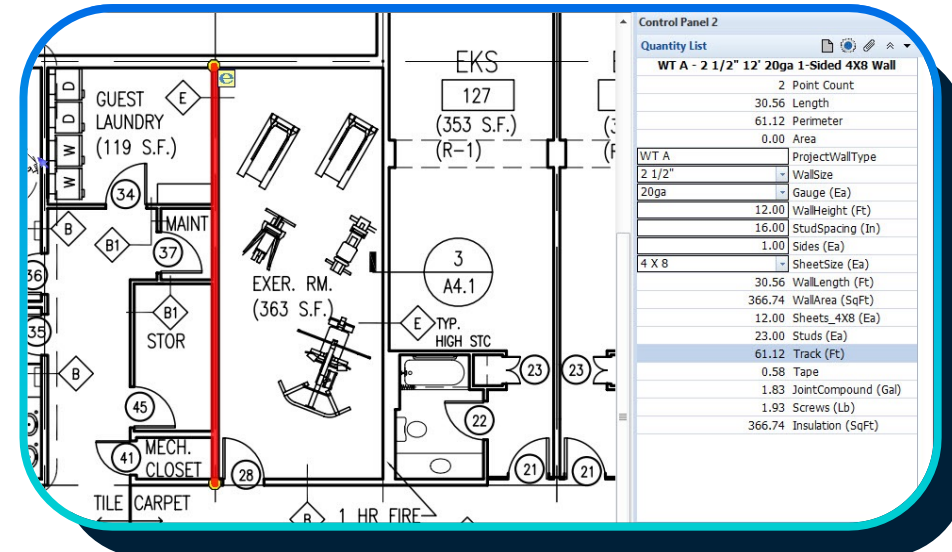 GUEST
LAUNDRY
(119 S.F.)
D
D
W
W
E
34
B
B1
MAINT
37
36
35
B1
STOR
B
45
41
MECH.
CLOSET
28
TILE
CARPET
B
1 HR FIRE
EXER. RM.
(363 S.F.)
EKS
127
(353 S.F.)
(R-1)
3
A4.1
E
TYP.
HIGH STC
23
23
22
21
21
Control Panel 2
Quantity List
WT A - 2 1/2" 12' 20ga 1-Sided 4X8 Wall
2 Point Count
30.56 Length
61.12 Perimeter
0.00 Area
WT A ProjectWallType
2 1/2" WallSize
20ga Gauge (Ea)
12.00 WallHeight (Ft)
16.00 StudSpacing (In)
1.00 Sides (Ea)
4 X 8 SheetSize (Ea)
30.56 WallLength (Ft)
366.74 WallArea (SqFt)
12.00 Sheets_4X8 (Ea)
23.00 Studs (Ea)
61.12 Track (Ft)
0.58 Tape
1.83 JointCompound (Gal)
1.93 Screws (Lb)
366.74 Insulation (SqFt)